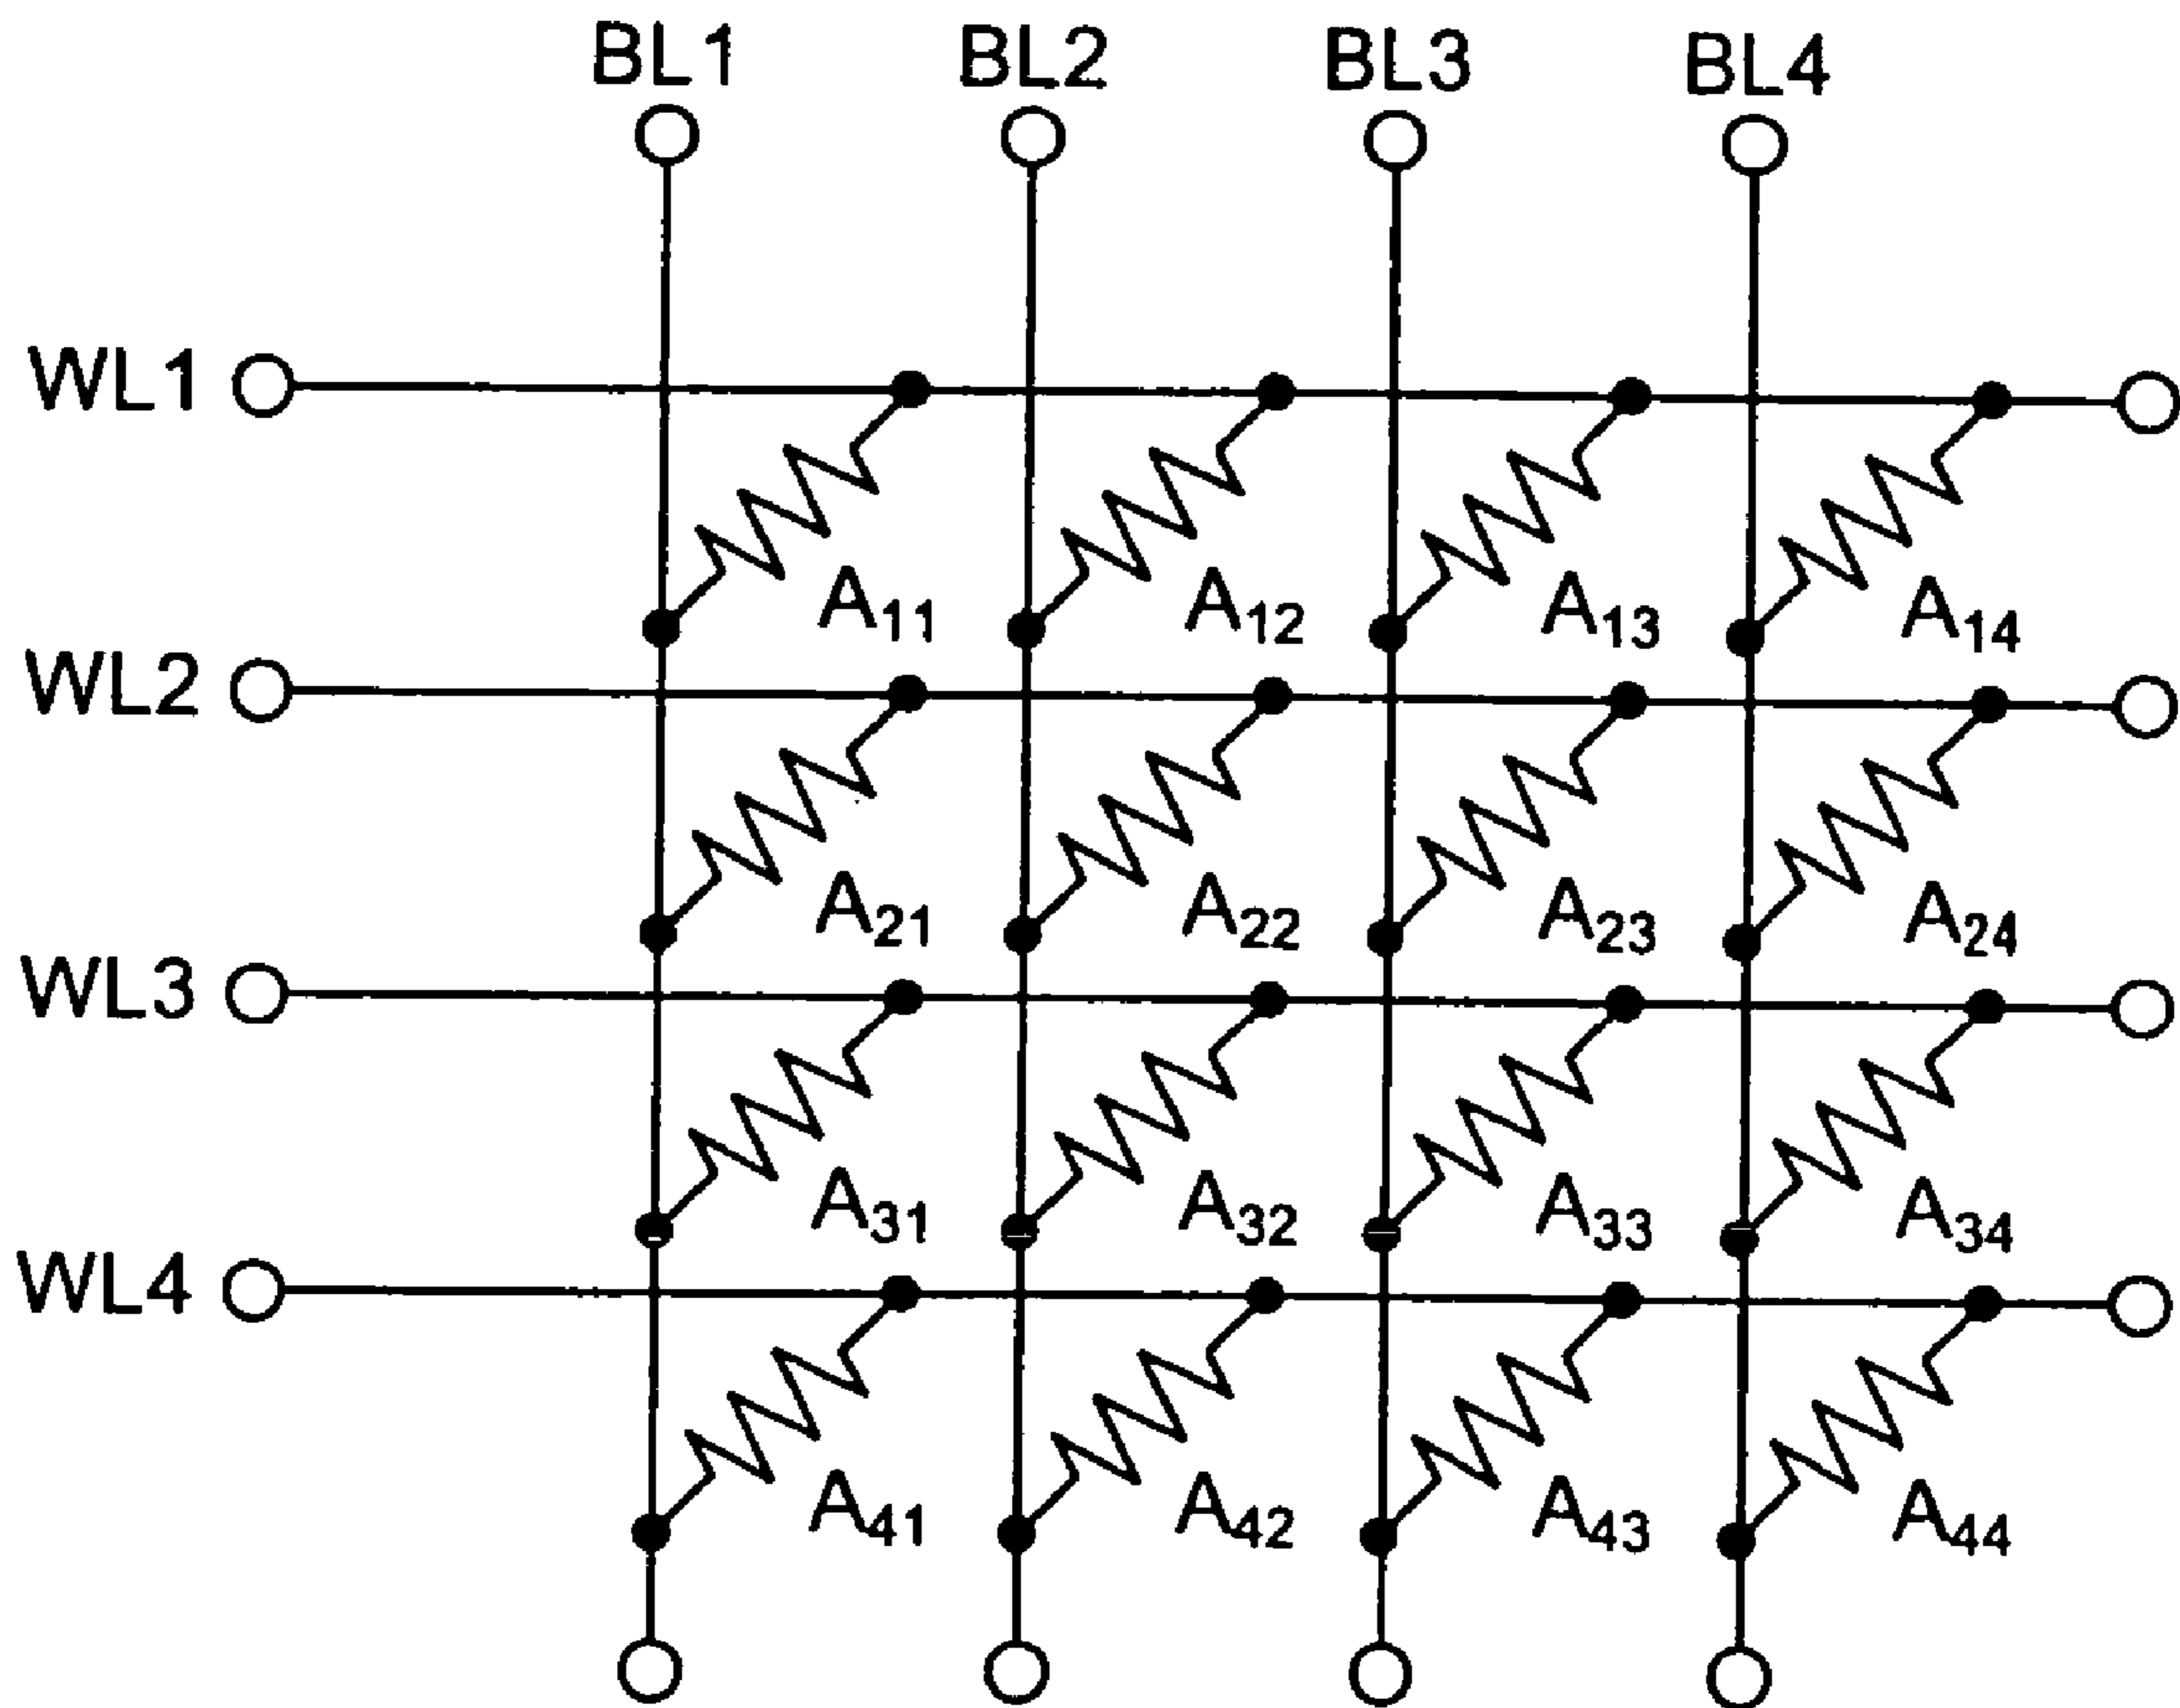 BL1 BL2 BL3 BL4
WL1
A₁₁ A₁₂ A₁₃ A₁₄
WL2
A₂₁ A₂₂ A₂₃ A₂₄
WL3
A₃₁ A₃₂ A₃₃ A₃₄
WL4
A₄₁ A₄₂ A₄₃ A₄₄